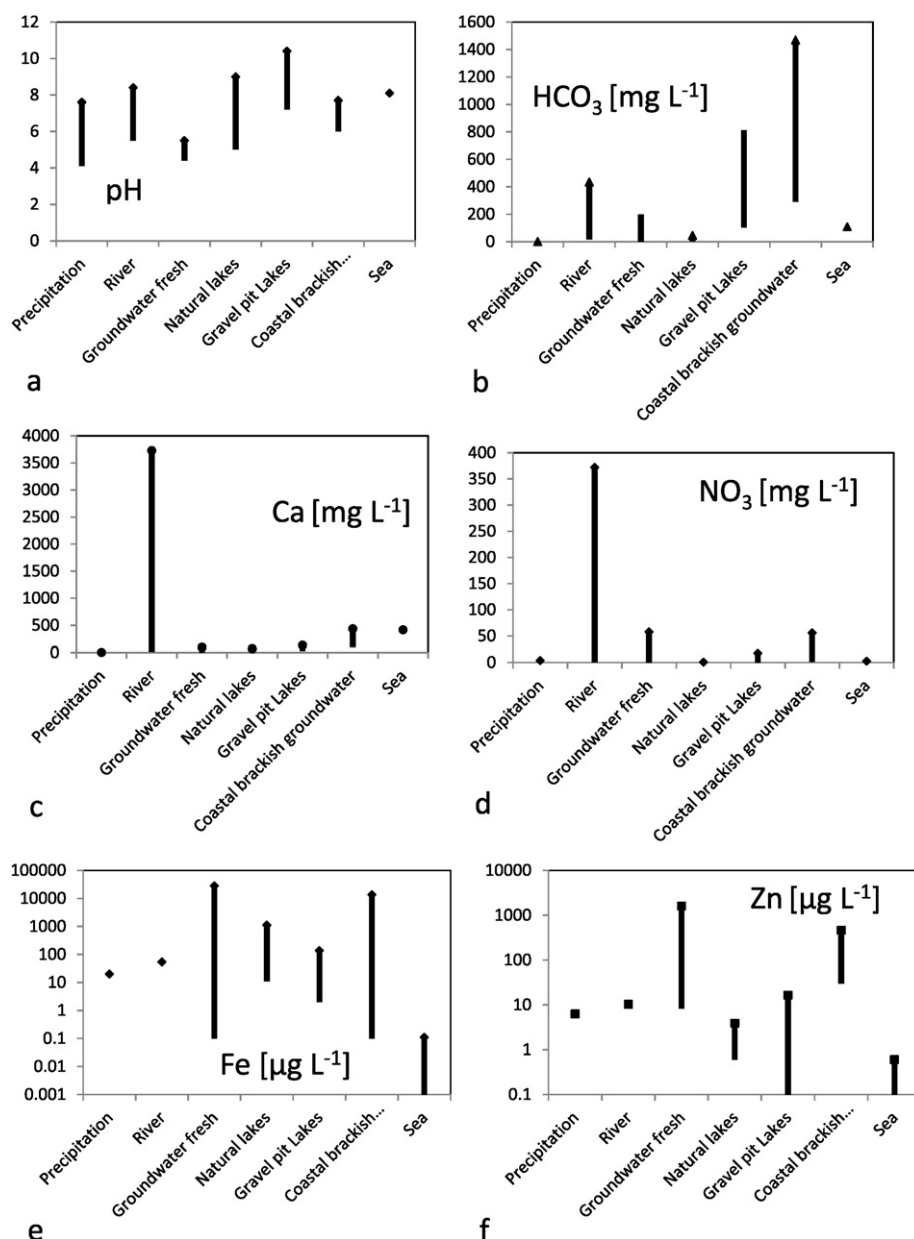 12
10
8
6
4
2
0
pH
Precipitation
River
Groundwater fresh
Natural lakes
Gravel pit Lakes
Coastal brackish...
Sea
a
1600
1400
1200
1000
800
600
400
200
0
HCO₃ [mg L⁻¹]
Precipitation
River
Groundwater fresh
Natural lakes
Gravel pit Lakes
Coastal brackish groundwater
Sea
b
4000
3500
3000
2500
2000
1500
1000
500
0
Ca [mg L⁻¹]
Precipitation
River
Groundwater fresh
Natural lakes
Gravel pit Lakes
Coastal brackish groundwater
Sea
c
400
350
300
250
200
150
100
50
0
NO₃ [mg L⁻¹]
Precipitation
River
Groundwater fresh
Natural lakes
Gravel pit Lakes
Coastal brackish groundwater
Sea
d
100000
10000
1000
100
10
1
0.1
0.01
0.001
Fe [µg L⁻¹]
Precipitation
River
Groundwater fresh
Natural lakes
Gravel pit Lakes
Coastal brackish...
Sea
e
10000
1000
100
10
1
0.1
Zn [µg L⁻¹]
Precipitation
River
Groundwater fresh
Natural lakes
Gravel pit Lakes
Coastal brackish...
Sea
f